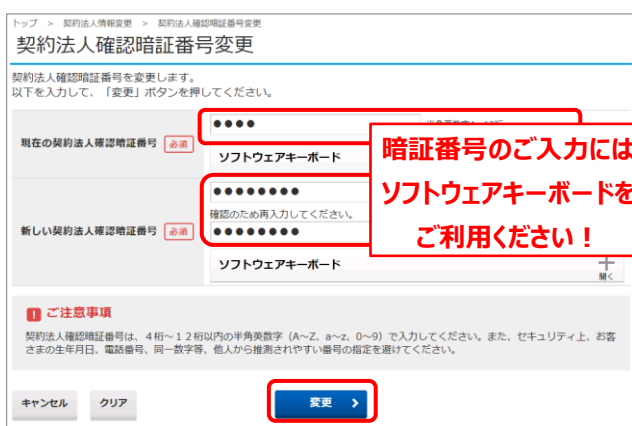 トップ > 契約法人情報変更 > 契約法人確認暗証番号変更
契約法人確認暗証番号変更
契約法人確認暗証番号を変更します。
以下を入力して、「変更」ボタンを押してください。
現在の契約法人確認暗証番号 必須
●●●●
ソフトウェアキーボード
暗証番号のご入力には
ソフトウェアキーボードを
ご利用ください！
新しい契約法人確認暗証番号 必須
●●●●●●●●
確認のため再入力してください。
●●●●●●●●
ソフトウェアキーボード
開く
ご注意事項
契約法人確認暗証番号は、４桁～１２桁以内の半角英数字（A～Z、a～z、0～9）で入力してください。また、セキュリティ上、お客
さまの生年月日、電話番号、同一数字等、他人から推測されやすい番号の指定を避けてください。
キャンセル クリア 変更